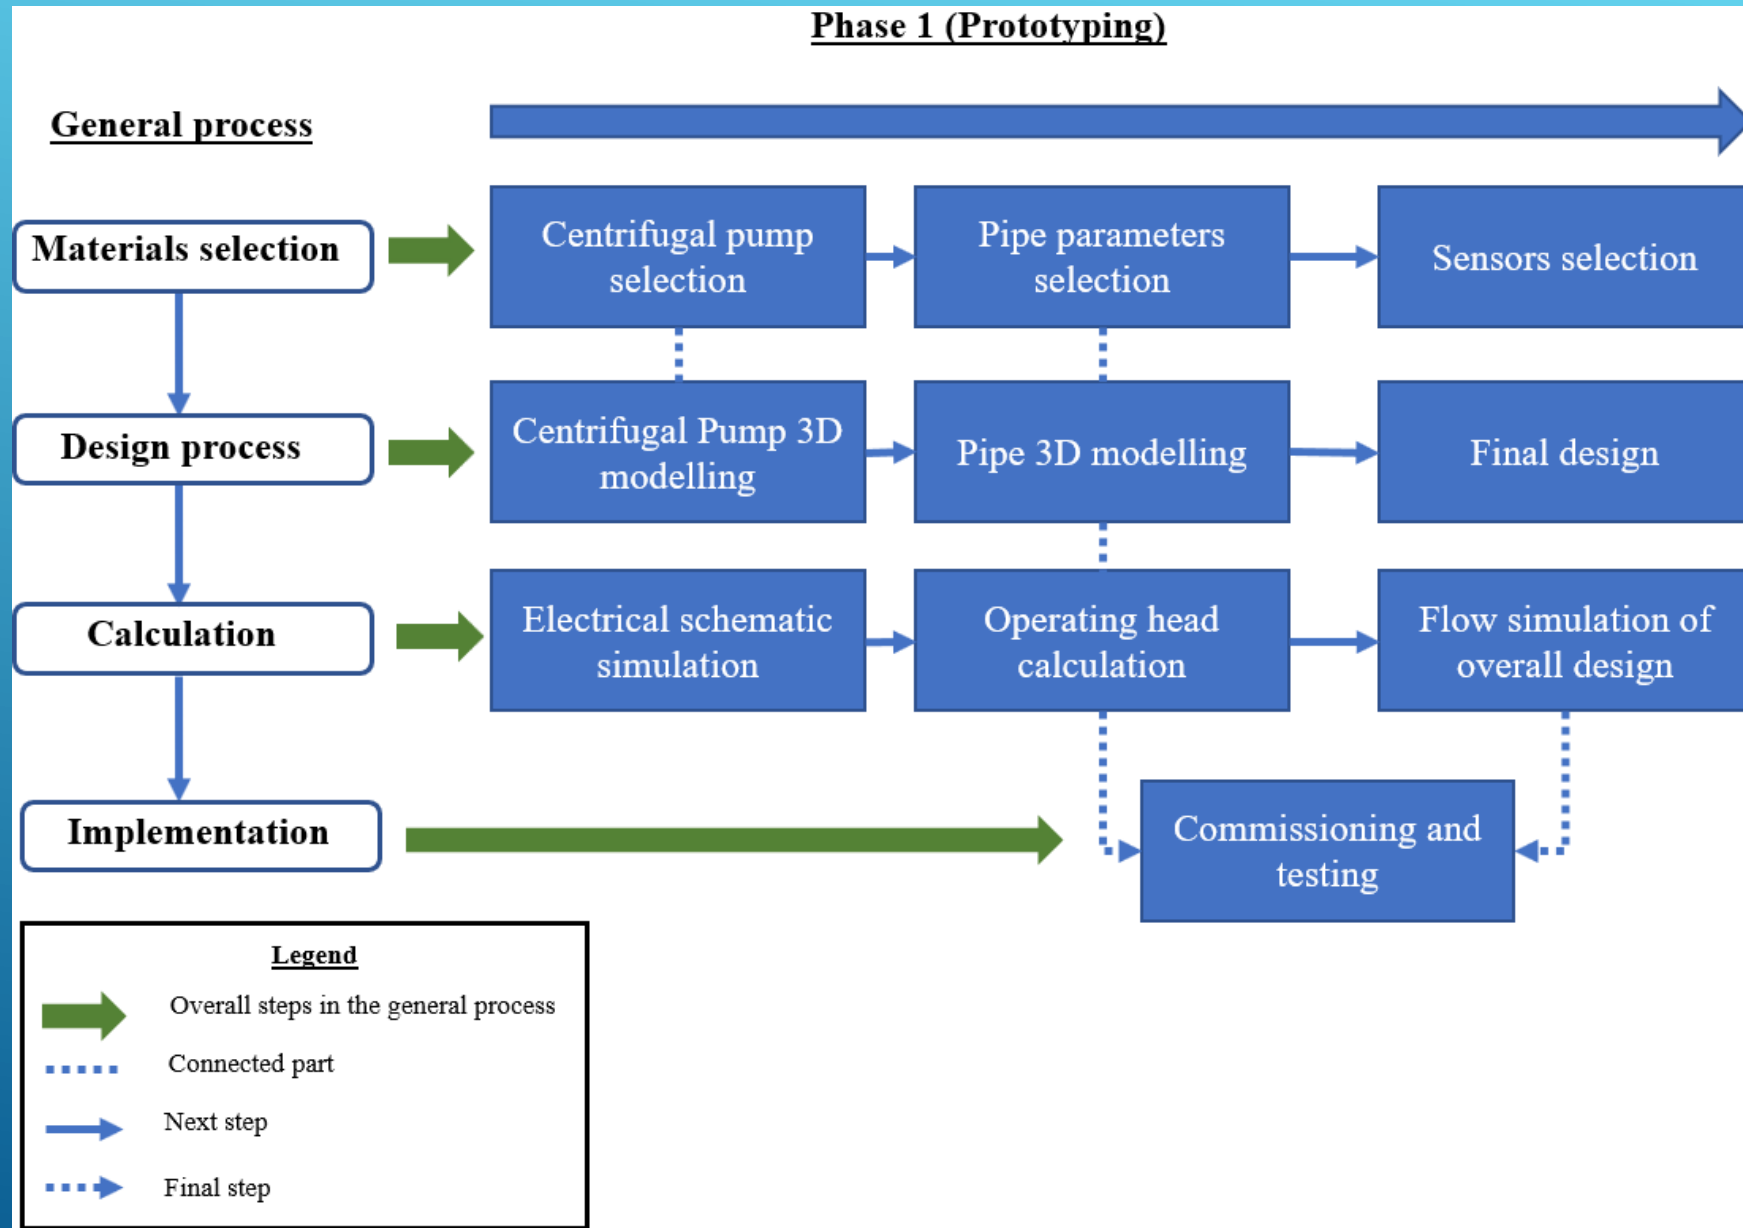 Phase 1 (Prototyping)
General process
Materials selection
Centrifugal pump
selection
Pipe parameters
selection
Sensors selection
Design process
Centrifugal Pump 3D
modelling
Pipe 3D modelling
Final design
Calculation
Electrical schematic
simulation
Operating head
calculation
Flow simulation of
overall design
Implementation
Commissioning and
testing
Legend
Overall steps in the general process
Connected part
Next step
Final step